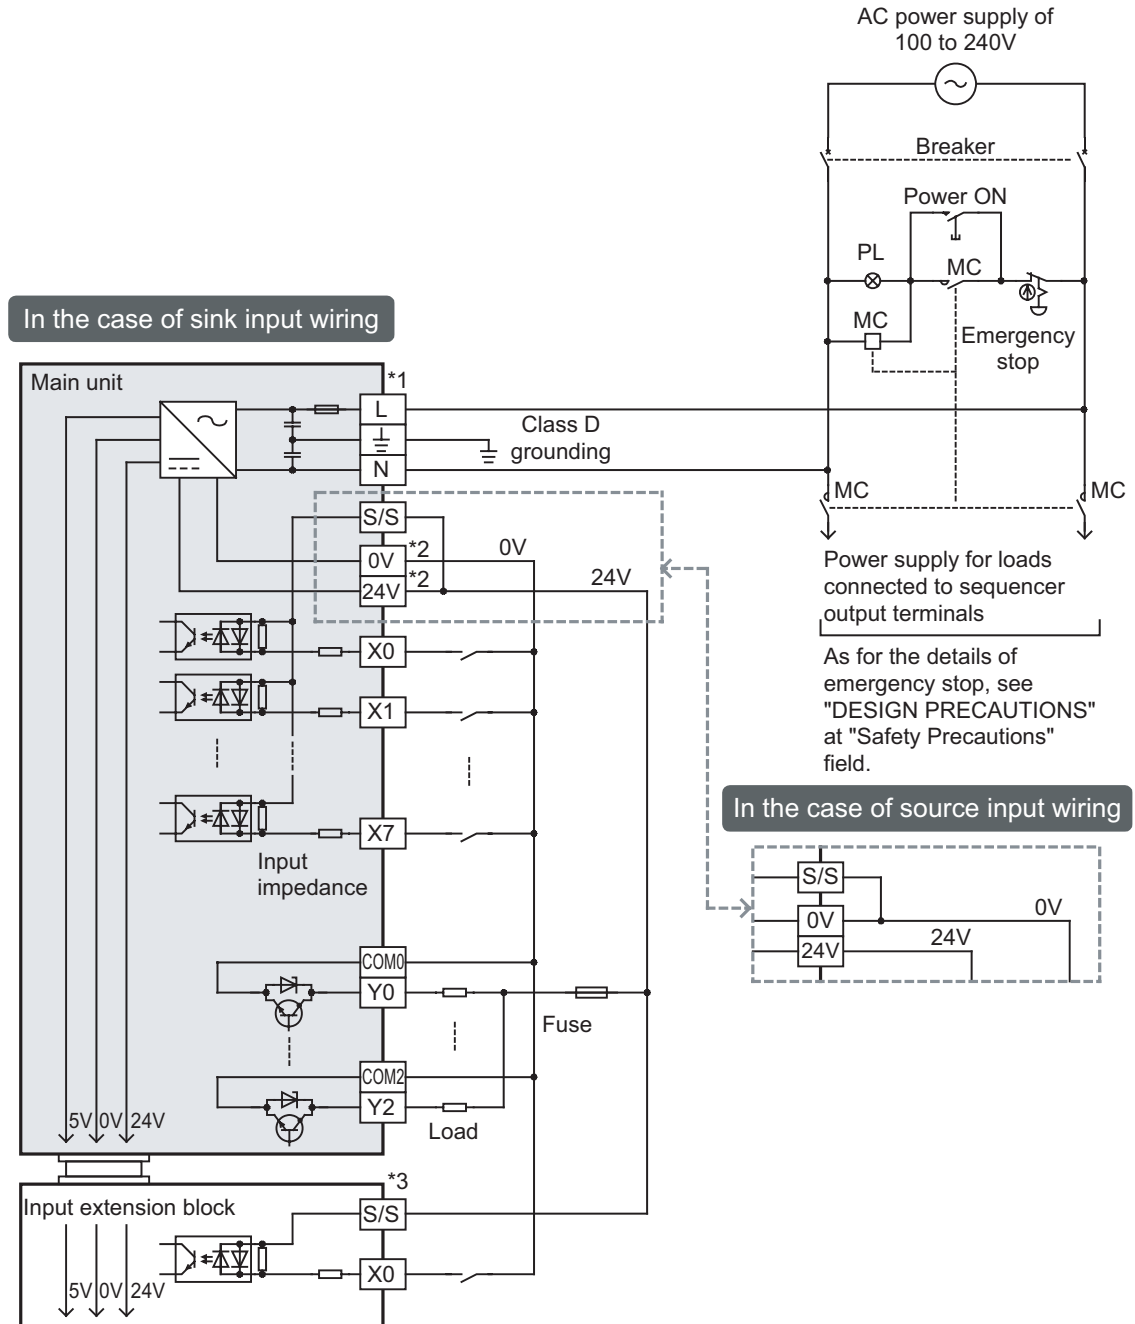 AC power supply of
100 to 240V
Breaker
Power ON
PL
MC
MC
Emergency
stop
In the case of sink input wiring
Main unit
*1
L
Class D
grounding
N
MC
MC
S/S
0V
*2
0V
24V
*2
24V
Power supply for loads
connected to sequencer
output terminals
As for the details of
emergency stop, see
"DESIGN PRECAUTIONS"
at "Safety Precautions"
field.
X0
X1
X7
Input
impedance
In the case of source input wiring
S/S
0V
0V
24V
24V
COM0
Y0
Fuse
COM2
Y2
Load
5V
0V
24V
*3
Input extension block
S/S
X0
5V
0V
24V